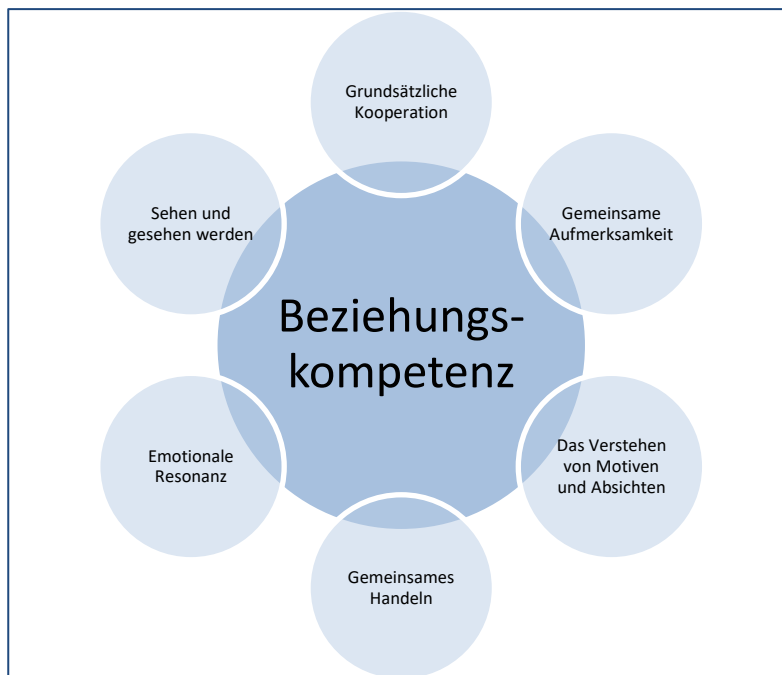 Grundsätzliche
Kooperation
Sehen und
gesehen werden
Gemeinsame
Aufmerksamkeit
Beziehungs-
kompetenz
Emotionale
Resonanz
Das Verstehen
von Motiven
und Absichten
Gemeinsames
Handeln